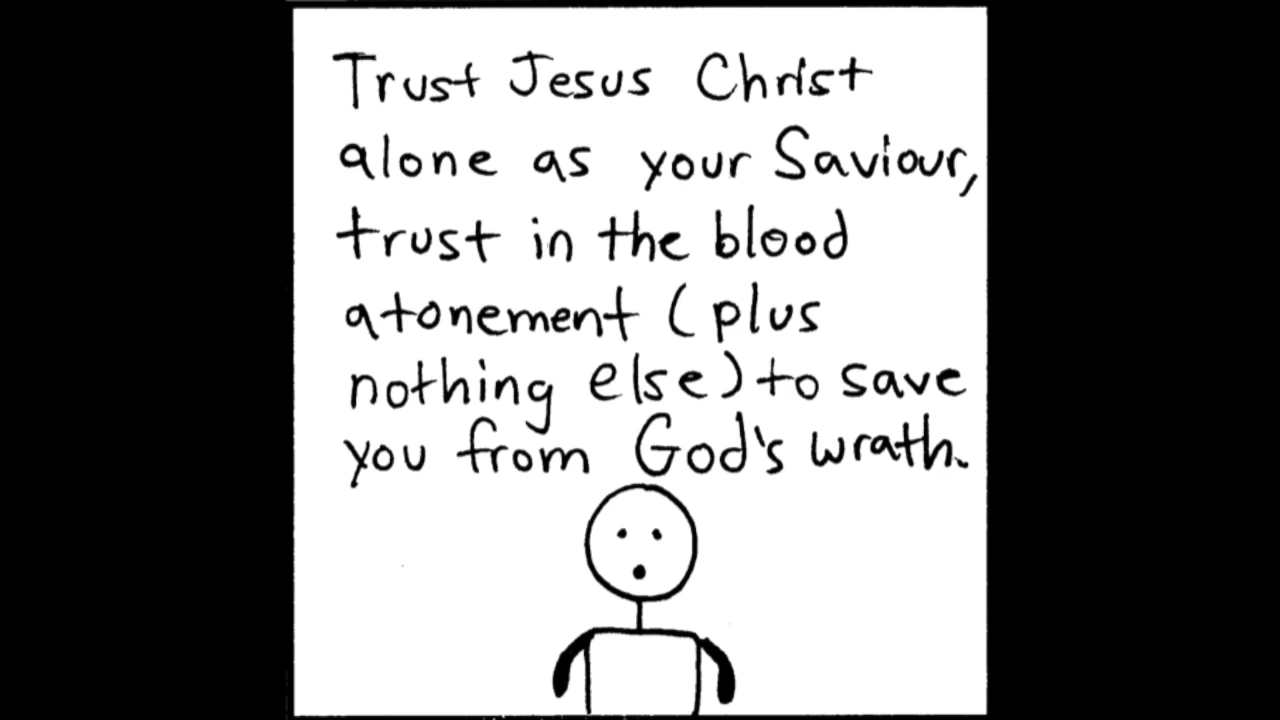 Trust Jesus Christ
alone as your Saviour,
trust in the blood
atonement (plus
nothing else) to save
you from God's wrath.